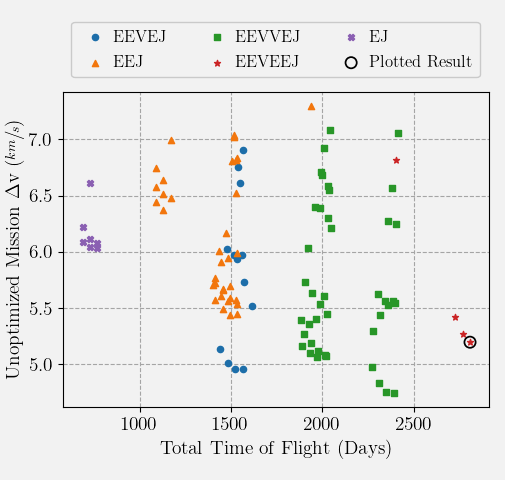 EEVEJ EEVVEJ EJ
EEJ EEVEEJ Plotted Result
Unoptimized Mission Δv (km/s)
7.0
6.5
6.0
5.5
5.0
1000 1500 2000 2500
Total Time of Flight (Days)